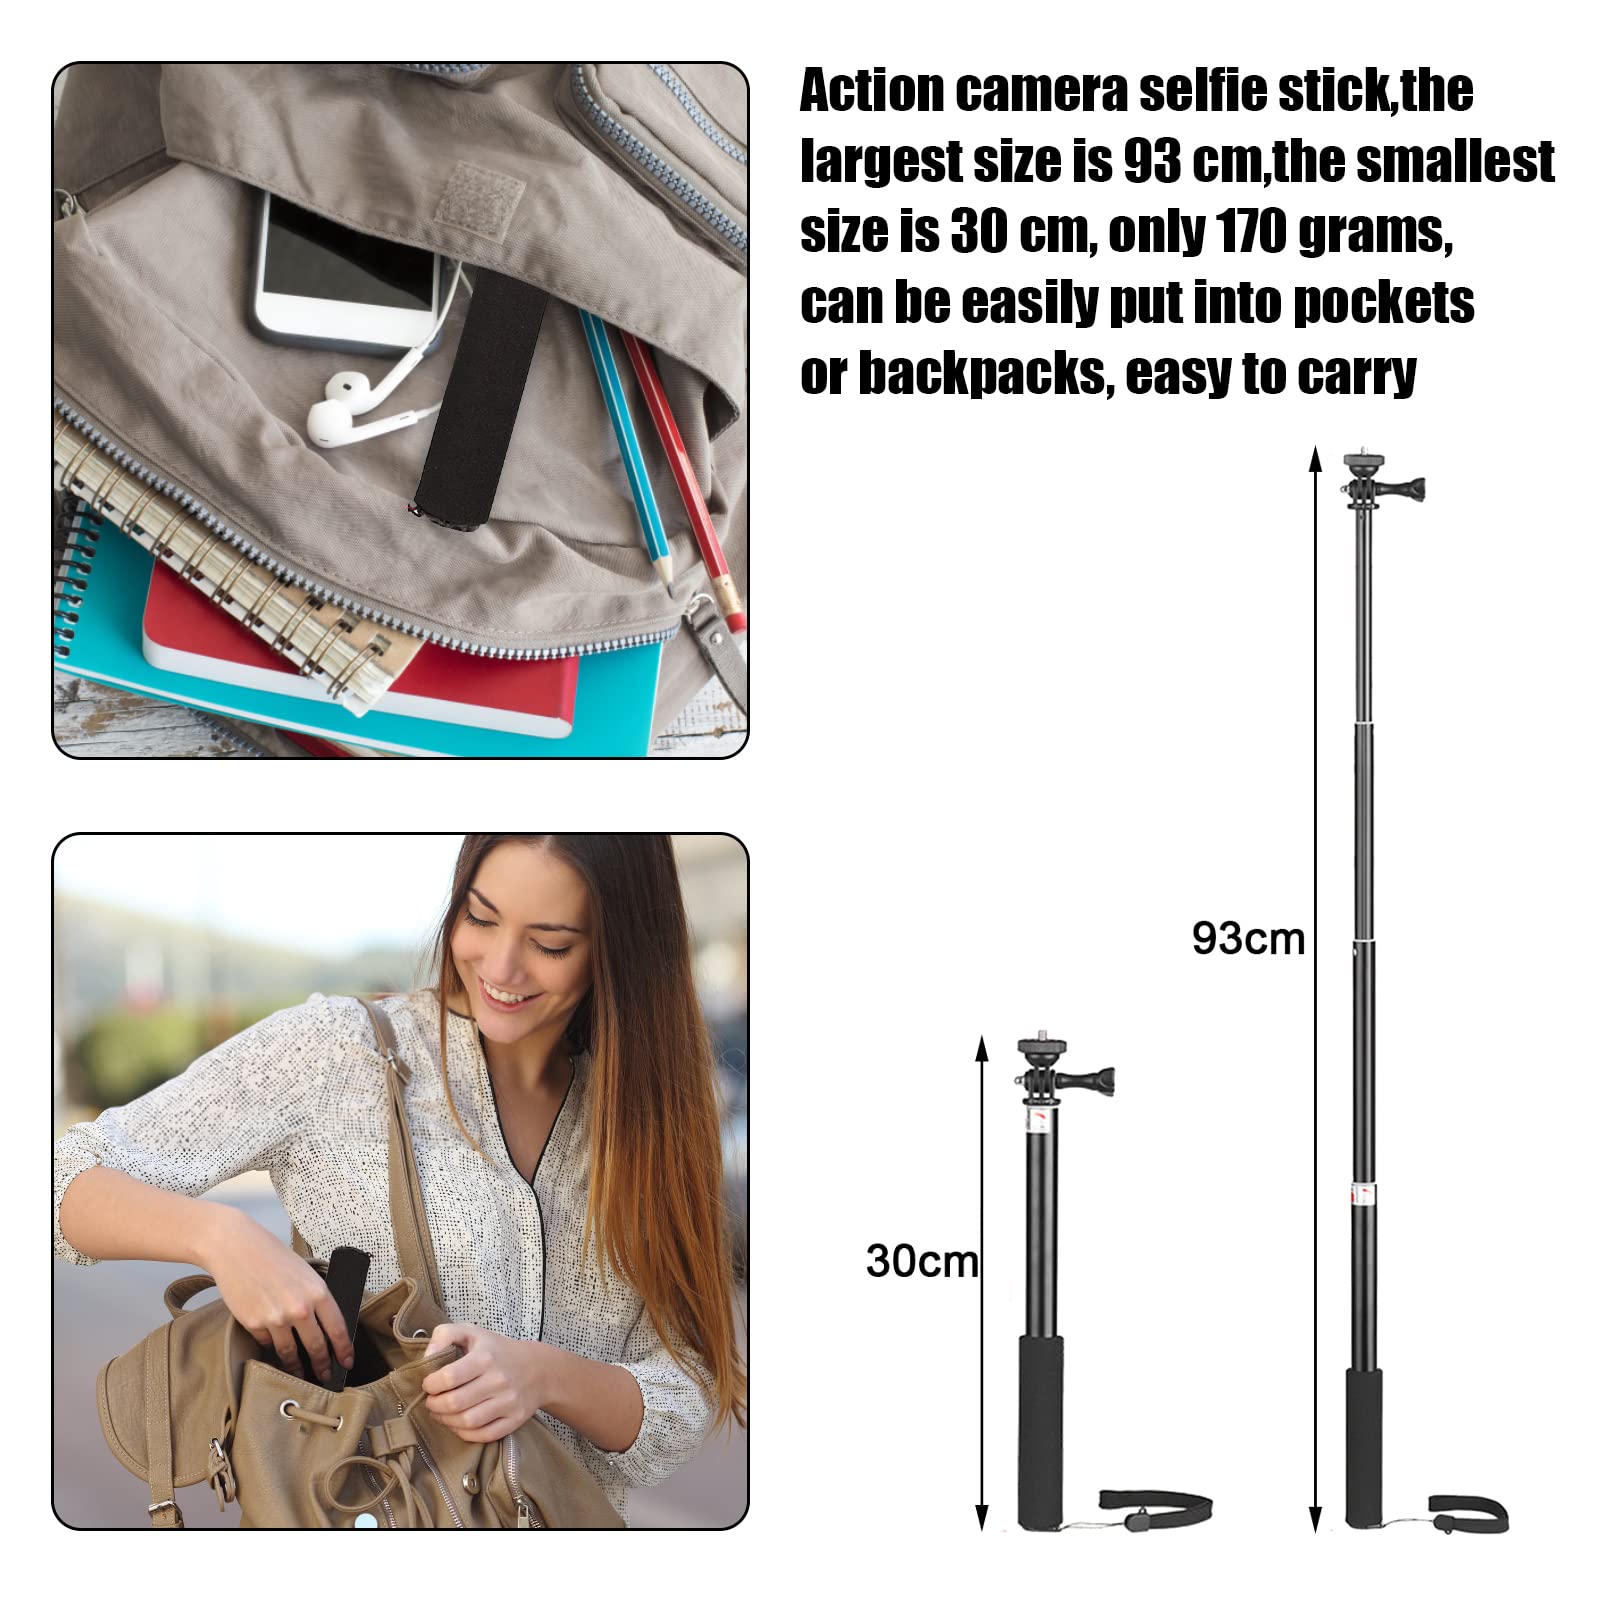 Action camera selfie stick,the
largest size is 93 cm,the smallest
size is 30 cm, only 170 grams,
can be easily put into pockets
or backpacks, easy to carry
93cm
30cm